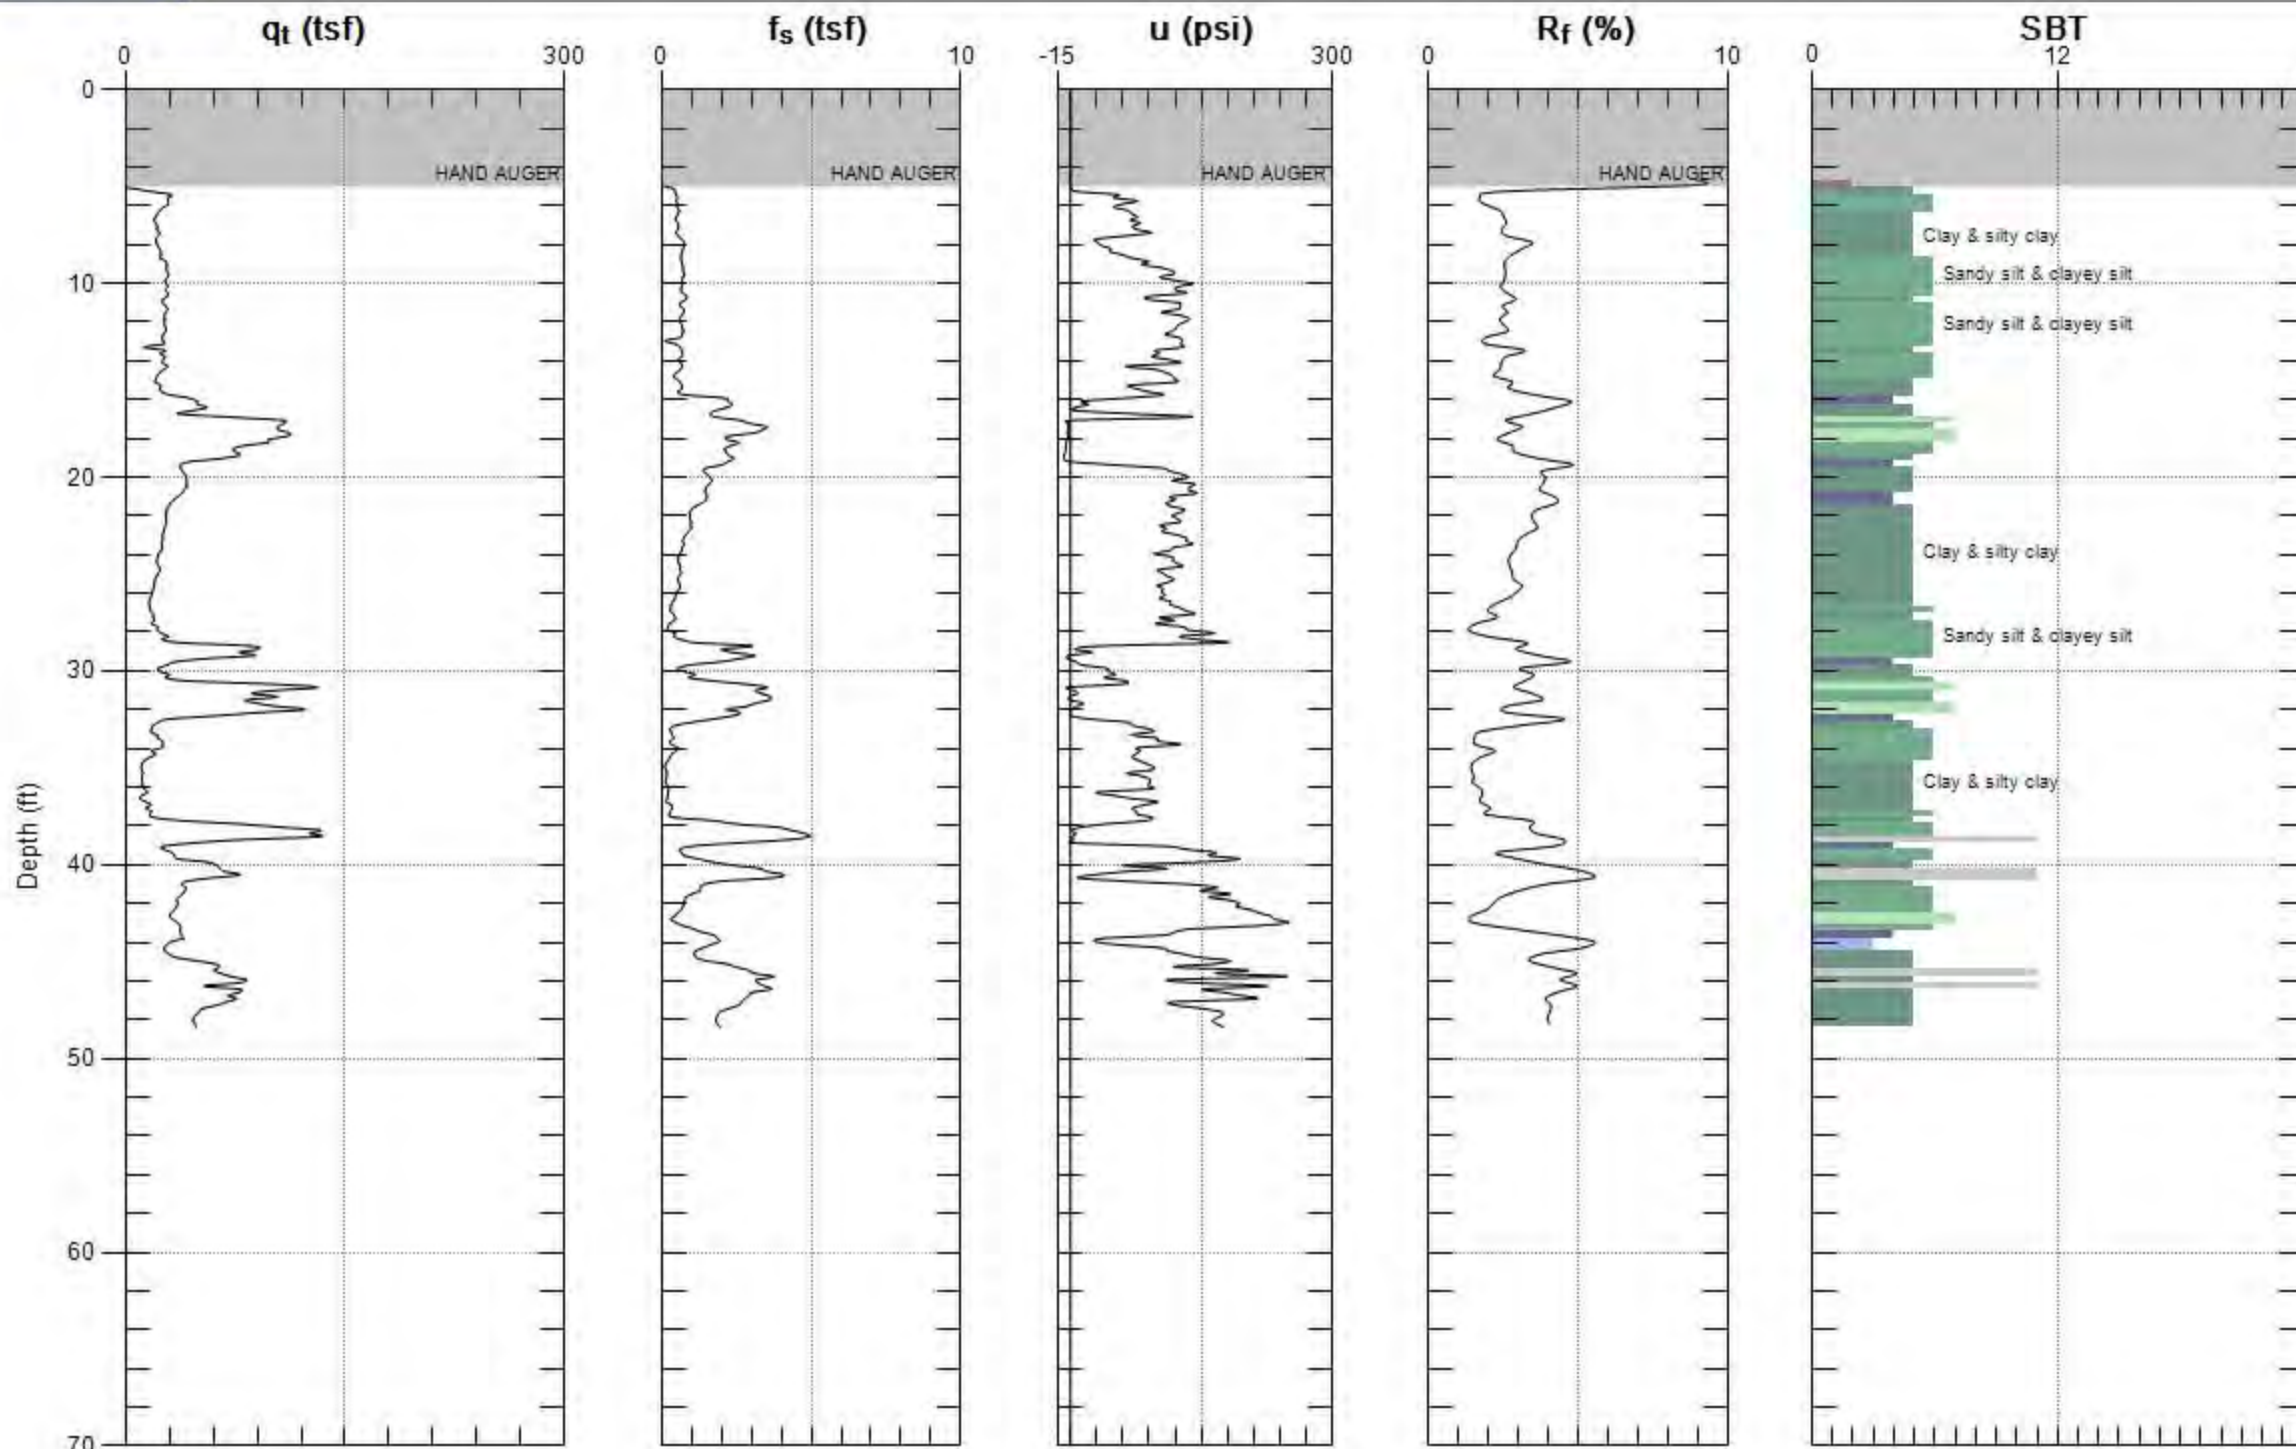 qt (tsf) fs (tsf) u (psi) Rf (%) SBT
0 300 0 10 -15 300 0 10 0 12
0
HAND AUGER HAND AUGER HAND AUGER HAND AUGER
Clay & silty clay
10
Sandy silt & clayey silt
Sandy silt & clayey silt
20
Clay & silty clay
Sandy silt & clayey silt
30
Clay & silty clay
Depth (ft)
40
50
60
70